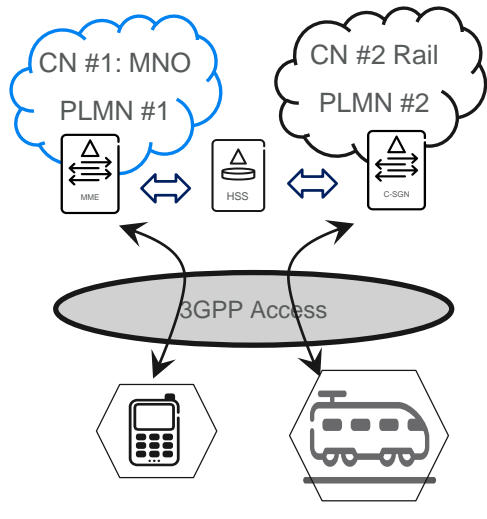 CN #1: MNO
PLMN #1
CN #2 Rail
PLMN #2
MME
HSS
C-SGN
3GPP Access